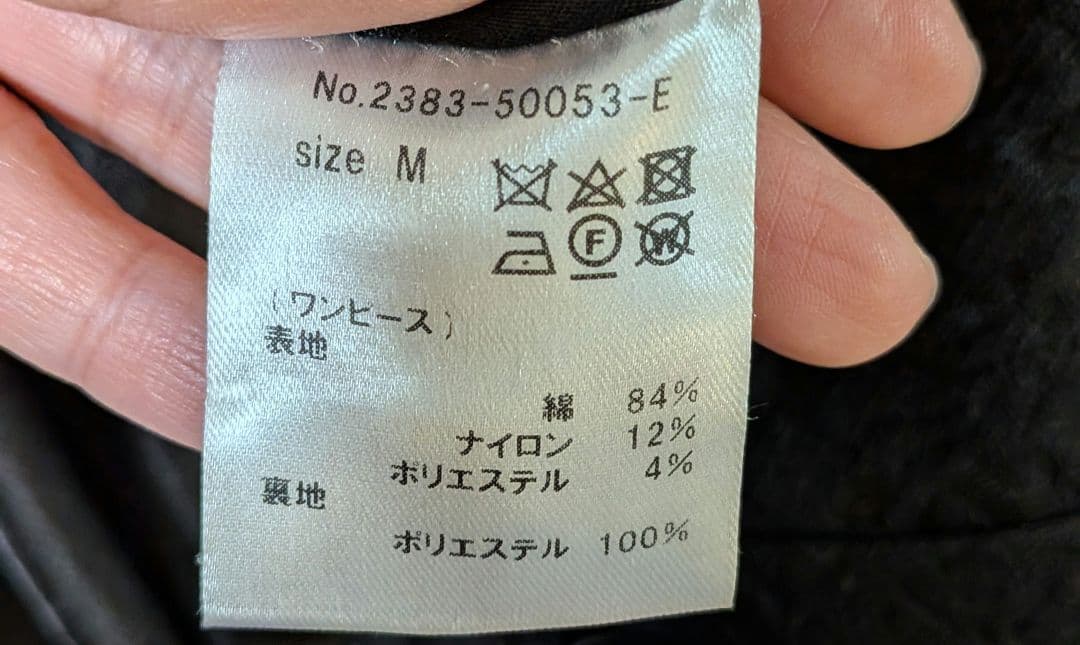 No.2383-50053-E
size M
F
W
(ワンピース)
表地
綿 84%
ナイロン 12%
ポリエステル 4%
裏地
ポリエステル 100%